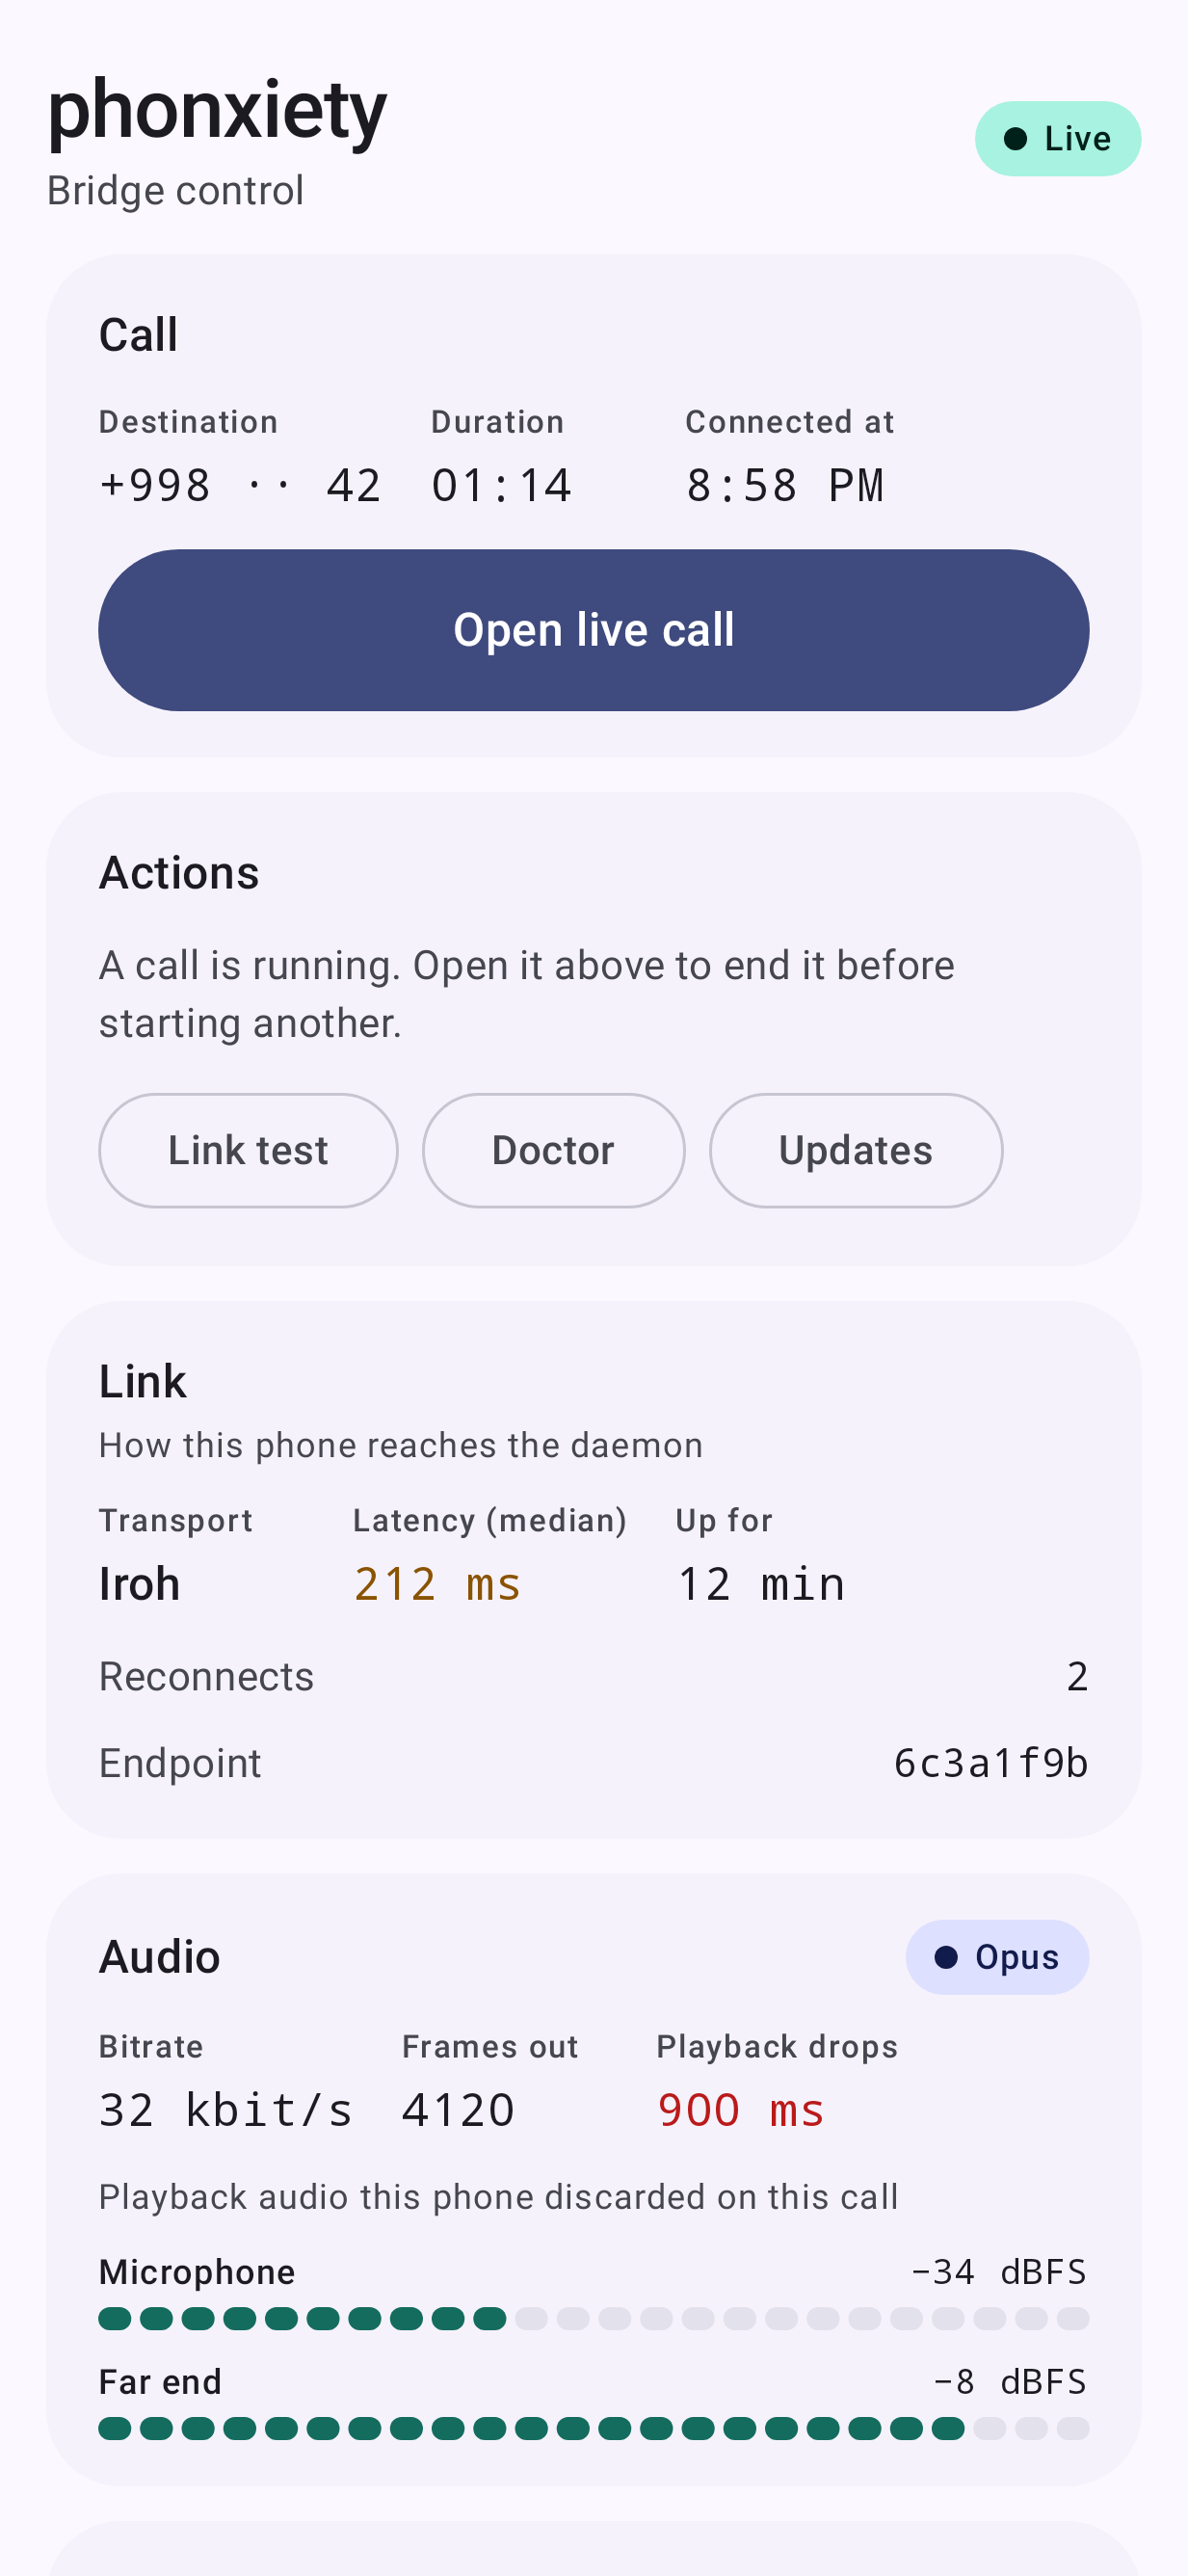 phonxiety
Bridge control
Live
Call
Destination Duration Connected at
+998 ·· 42 01:14 8:58 PM
Open live call
Actions
A call is running. Open it above to end it before
starting another.
Link test Doctor Updates
Link
How this phone reaches the daemon
Transport Latency (median) Up for
Iroh 212 ms 12 min
Reconnects 2
Endpoint 6c3a1f9b
Audio Opus
Bitrate Frames out Playback drops
32 kbit/s 4120 900 ms
Playback audio this phone discarded on this call
Microphone −34 dBFS
Far end −8 dBFS